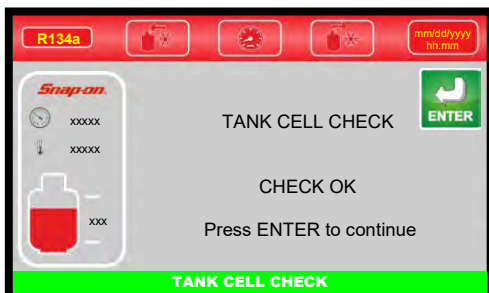 R134a
mm/dd/yyyy
hh:mm
Snap-on
xxxxx
xxxxx
xxx
ENTER
TANK CELL CHECK
CHECK OK
Press ENTER to continue
TANK CELL CHECK